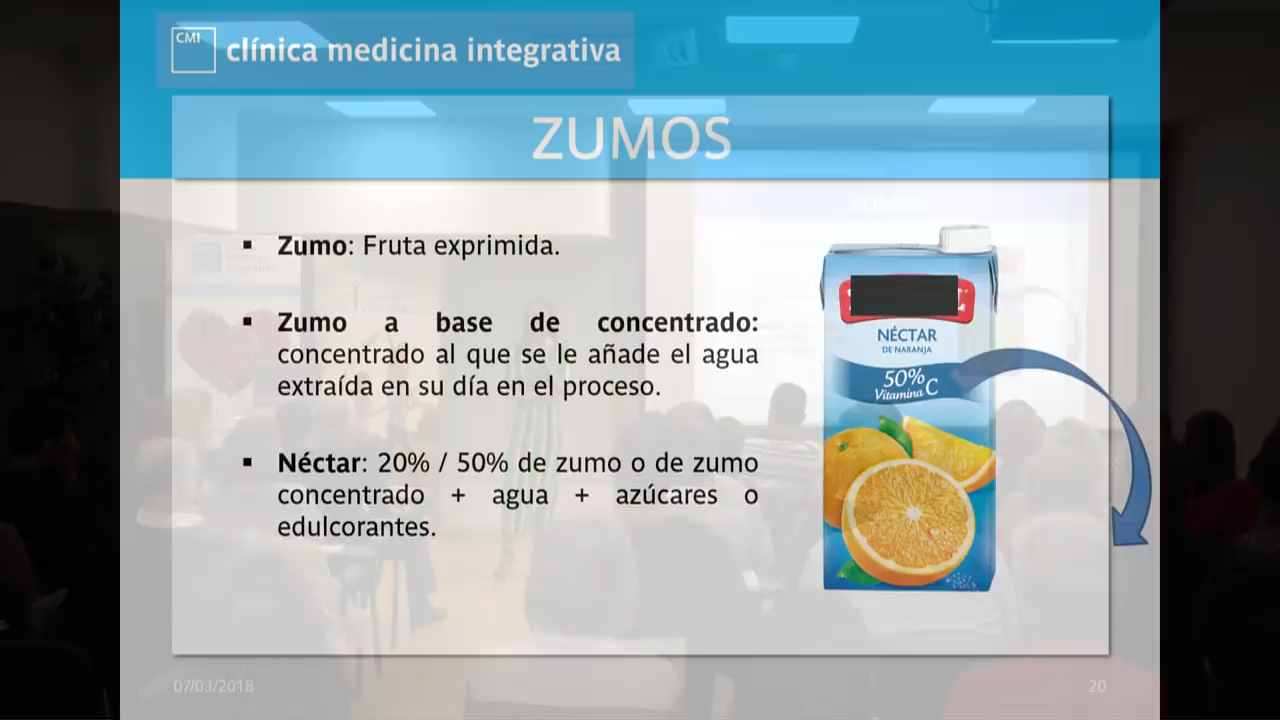 CMI
clínica medicina integrativa
ZUMOS
▪ Zumo: Fruta exprimida.
▪ Zumo a base de concentrado:
concentrado al que se le añade el agua
extraída en su día en el proceso.
▪ Néctar: 20% / 50% de zumo o de zumo
concentrado + agua + azúcares o
edulcorantes.
NÉCTAR
DE NARANJA
50%
Vitamina C
07/03/2018
20